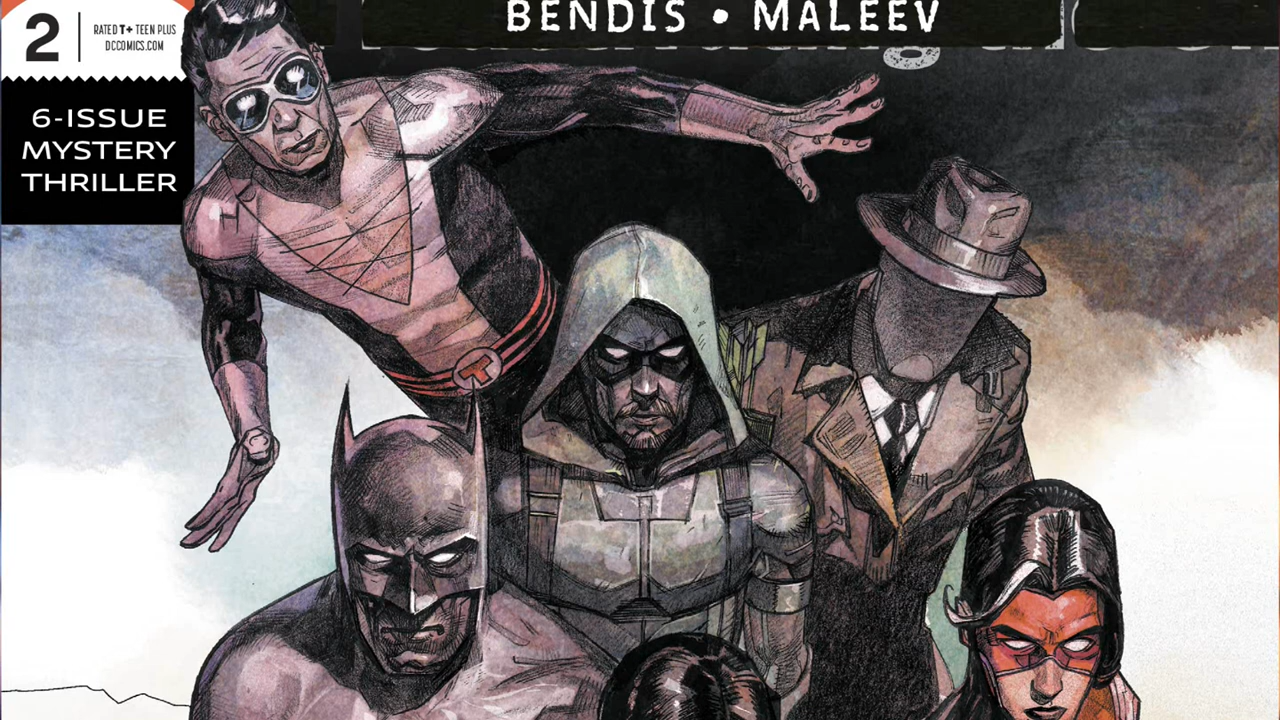 BENDIS • MALEEV
2
RATED T+ TEEN PLUS
DCCOMICS.COM
6-ISSUE
MYSTERY
THRILLER
T